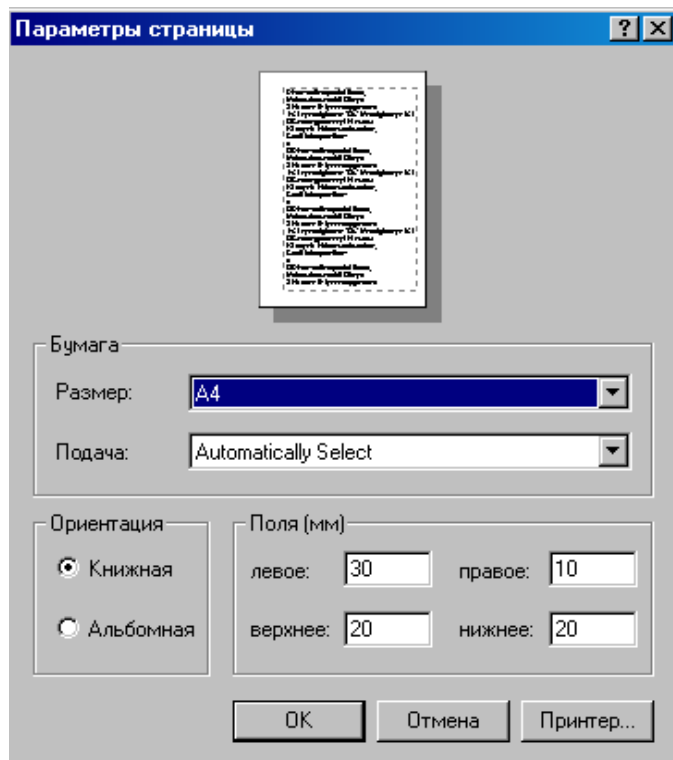 Параметры страницы
Бумага
Размер: A4
Подача: Automatically Select
Ориентация
Книжная
Альбомная
Поля (мм)
левое: 30 правое: 10
верхнее: 20 нижнее: 20
OK Отмена Принтер...